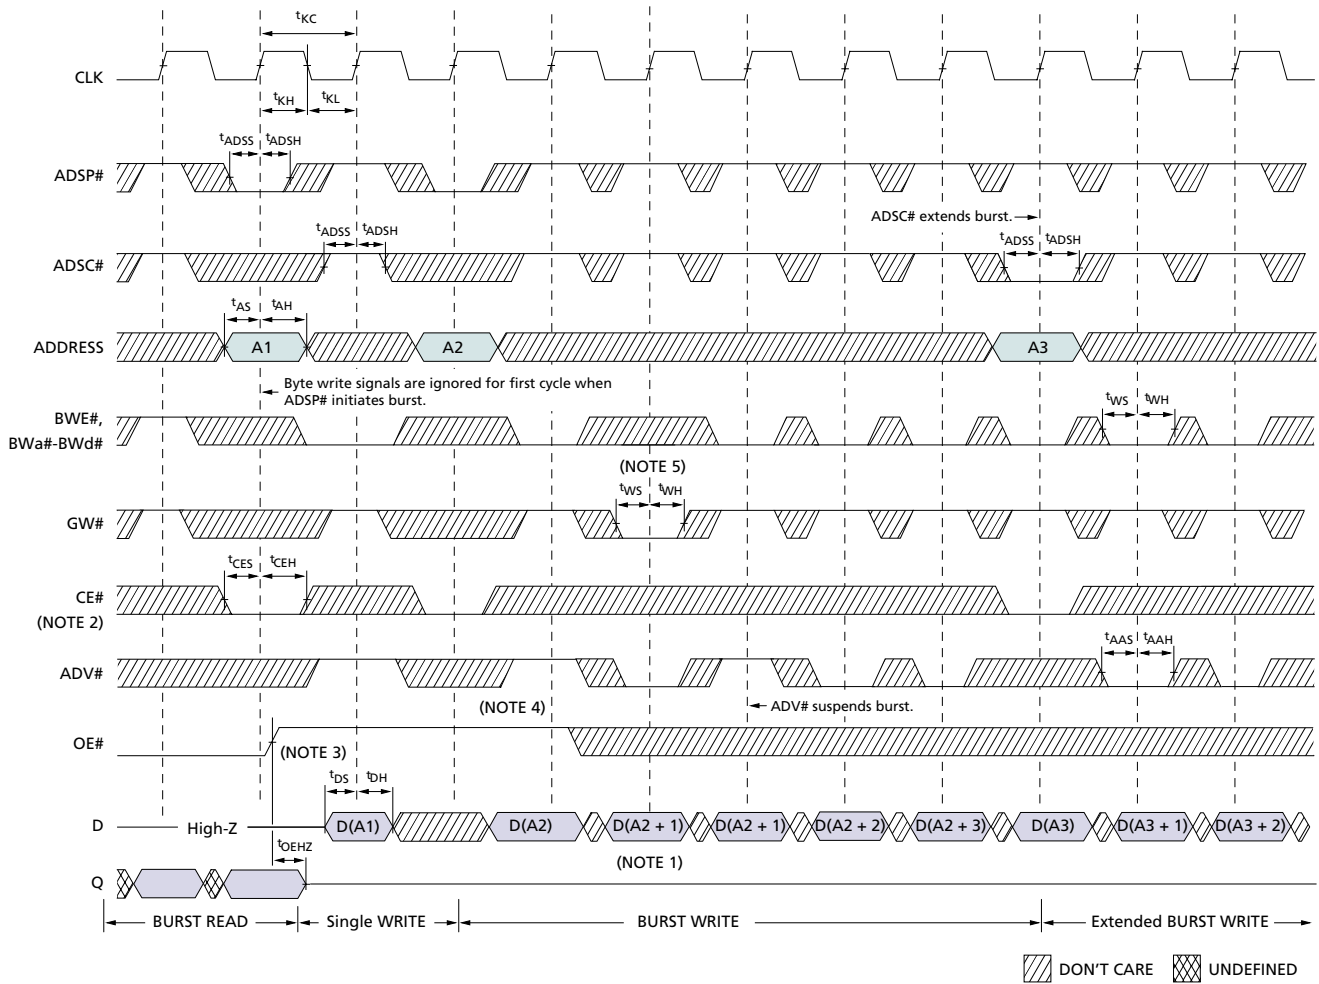 tKC
CLK
tKH
tKL
tADSS
tADSH
ADSP#
ADSC# extends burst.
tADSS
tADSH
tADSS
tADSH
ADSC#
tAS
tAH
ADDRESS
A1
A2
A3
Byte write signals are ignored for first cycle when
ADSP# initiates burst.
BWE#,
BWa#-BWd#
tWS
tWH
(NOTE 5)
tWS
tWH
GW#
tCES
tCEH
CE#
(NOTE 2)
tAAS
tAAH
ADV#
(NOTE 4)
ADV# suspends burst.
OE#
(NOTE 3)
tDS
tDH
D
High-Z
D(A1)
D(A2)
D(A2 + 1)
D(A2 + 1)
D(A2 + 2)
D(A2 + 3)
D(A3)
D(A3 + 1)
D(A3 + 2)
tOEHZ
(NOTE 1)
Q
BURST READ
Single WRITE
BURST WRITE
Extended BURST WRITE
DON'T CARE
UNDEFINED